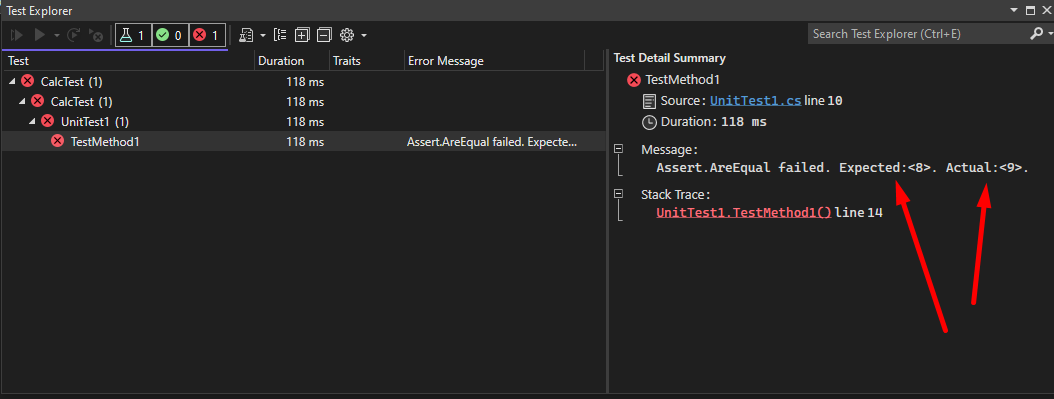 Test Explorer
1 0 1
Search Test Explorer (Ctrl+E)
Test Duration Traits Error Message
CalcTest (1) 118 ms
CalcTest (1) 118 ms
UnitTest1 (1) 118 ms
TestMethod1 118 ms Assert.AreEqual failed. Expecte...
Test Detail Summary
TestMethod1
Source: UnitTest1.cs line 10
Duration: 118 ms
Message:
Assert.AreEqual failed. Expected:<8>. Actual:<9>.
Stack Trace:
UnitTest1.TestMethod1() line 14